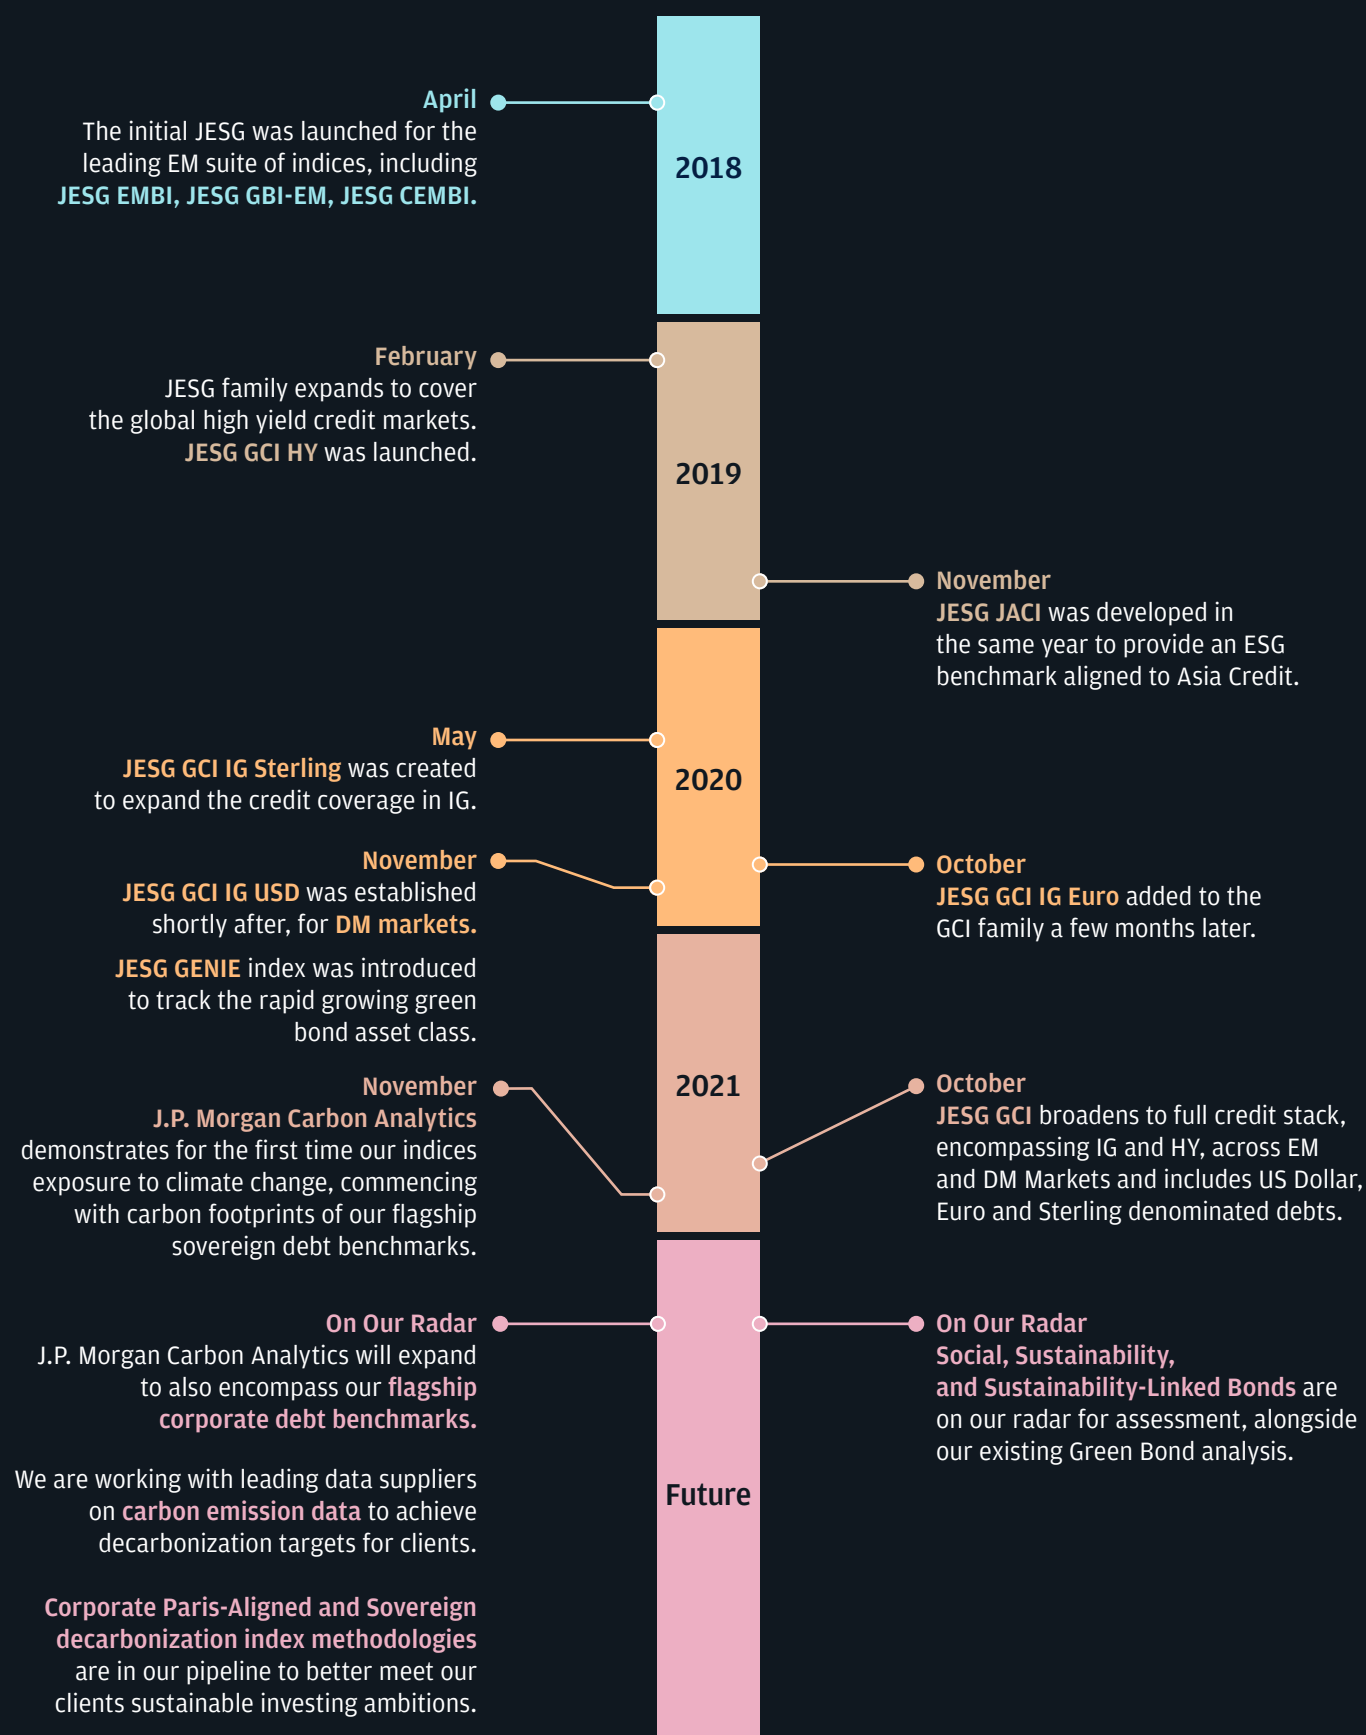 2018
April
The initial JESG was launched for the
leading EM suite of indices, including
JESG EMBI, JESG GBI-EM, JESG CEMBI.
2019
February
JESG family expands to cover
the global high yield credit markets.
JESG GCI HY was launched.
November
JESG JACI was developed in
the same year to provide an ESG
benchmark aligned to Asia Credit.
2020
May
JESG GCI IG Sterling was created
to expand the credit coverage in IG.
October
JESG GCI IG Euro added to the
GCI family a few months later.
November
JESG GCI IG USD was established
shortly after, for DM markets.
JESG GENIE index was introduced
to track the rapid growing green
bond asset class.
2021
October
JESG GCI broadens to full credit stack,
encompassing IG and HY, across EM
and DM Markets and includes US Dollar,
Euro and Sterling denominated debts.
November
J.P. Morgan Carbon Analytics
demonstrates for the first time our indices
exposure to climate change, commencing
with carbon footprints of our flagship
sovereign debt benchmarks.
Future
On Our Radar
J.P. Morgan Carbon Analytics will expand
to also encompass our flagship
corporate debt benchmarks.
We are working with leading data suppliers
on carbon emission data to achieve
decarbonization targets for clients.
Corporate Paris-Aligned and Sovereign
decarbonization index methodologies
are in our pipeline to better meet our
clients sustainable investing ambitions.
On Our Radar
Social, Sustainability,
and Sustainability-Linked Bonds are
on our radar for assessment, alongside
our existing Green Bond analysis.